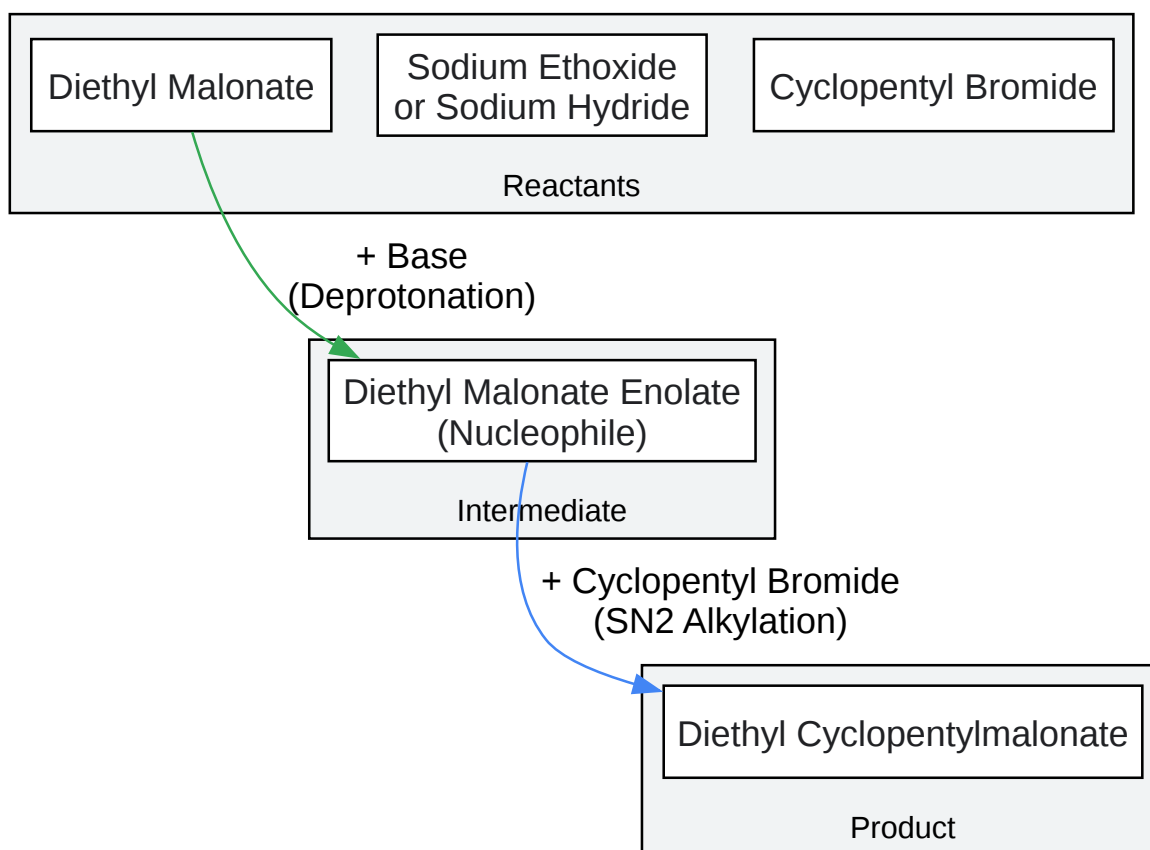 Diethyl Malonate
Sodium Ethoxide
or Sodium Hydride
Cyclopentyl Bromide
Reactants
+ Base
(Deprotonation)
Diethyl Malonate Enolate
(Nucleophile)
Intermediate
+ Cyclopentyl Bromide
(SN2 Alkylation)
Diethyl Cyclopentylmalonate
Product